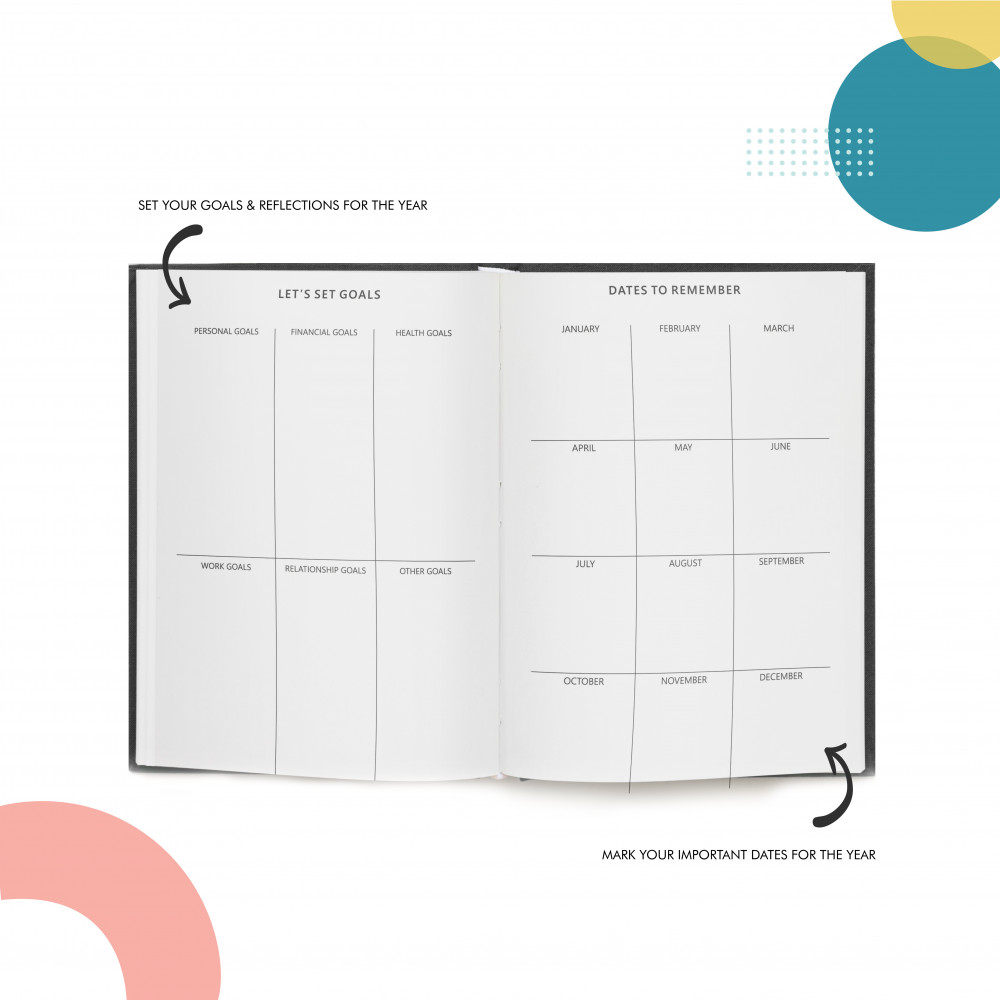 SET YOUR GOALS & REFLECTIONS FOR THE YEAR
LET'S SET GOALS
PERSONAL GOALS FINANCIAL GOALS HEALTH GOALS
WORK GOALS RELATIONSHIP GOALS OTHER GOALS
DATES TO REMEMBER
JANUARY FEBRUARY MARCH
APRIL MAY JUNE
JULY AUGUST SEPTEMBER
OCTOBER NOVEMBER DECEMBER
MARK YOUR IMPORTANT DATES FOR THE YEAR